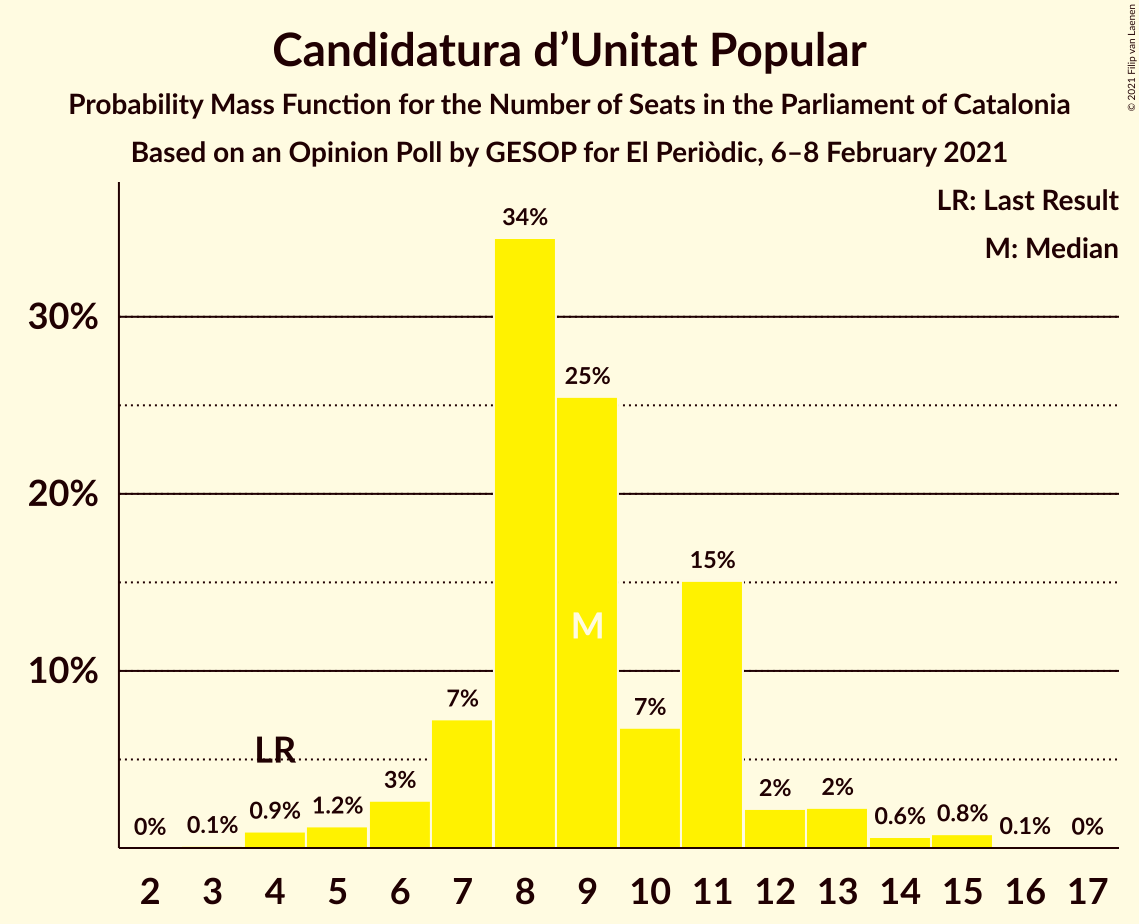 Candidatura d’Unitat Popular
Probability Mass Function for the Number of Seats in the Parliament of Catalonia
Based on an Opinion Poll by GESOP for El Periòdic, 6–8 February 2021
© 2021 Filip van Laenen
LR: Last Result
M: Median
34%
30%
25%
20%
15%
M
10%
7%
7%
LR
3%
2%
2%
0%
0.1%
0.9%
1.2%
0.6%
0.8%
0.1%
0%
2 3 4 5 6 7 8 9 10 11 12 13 14 15 16 17